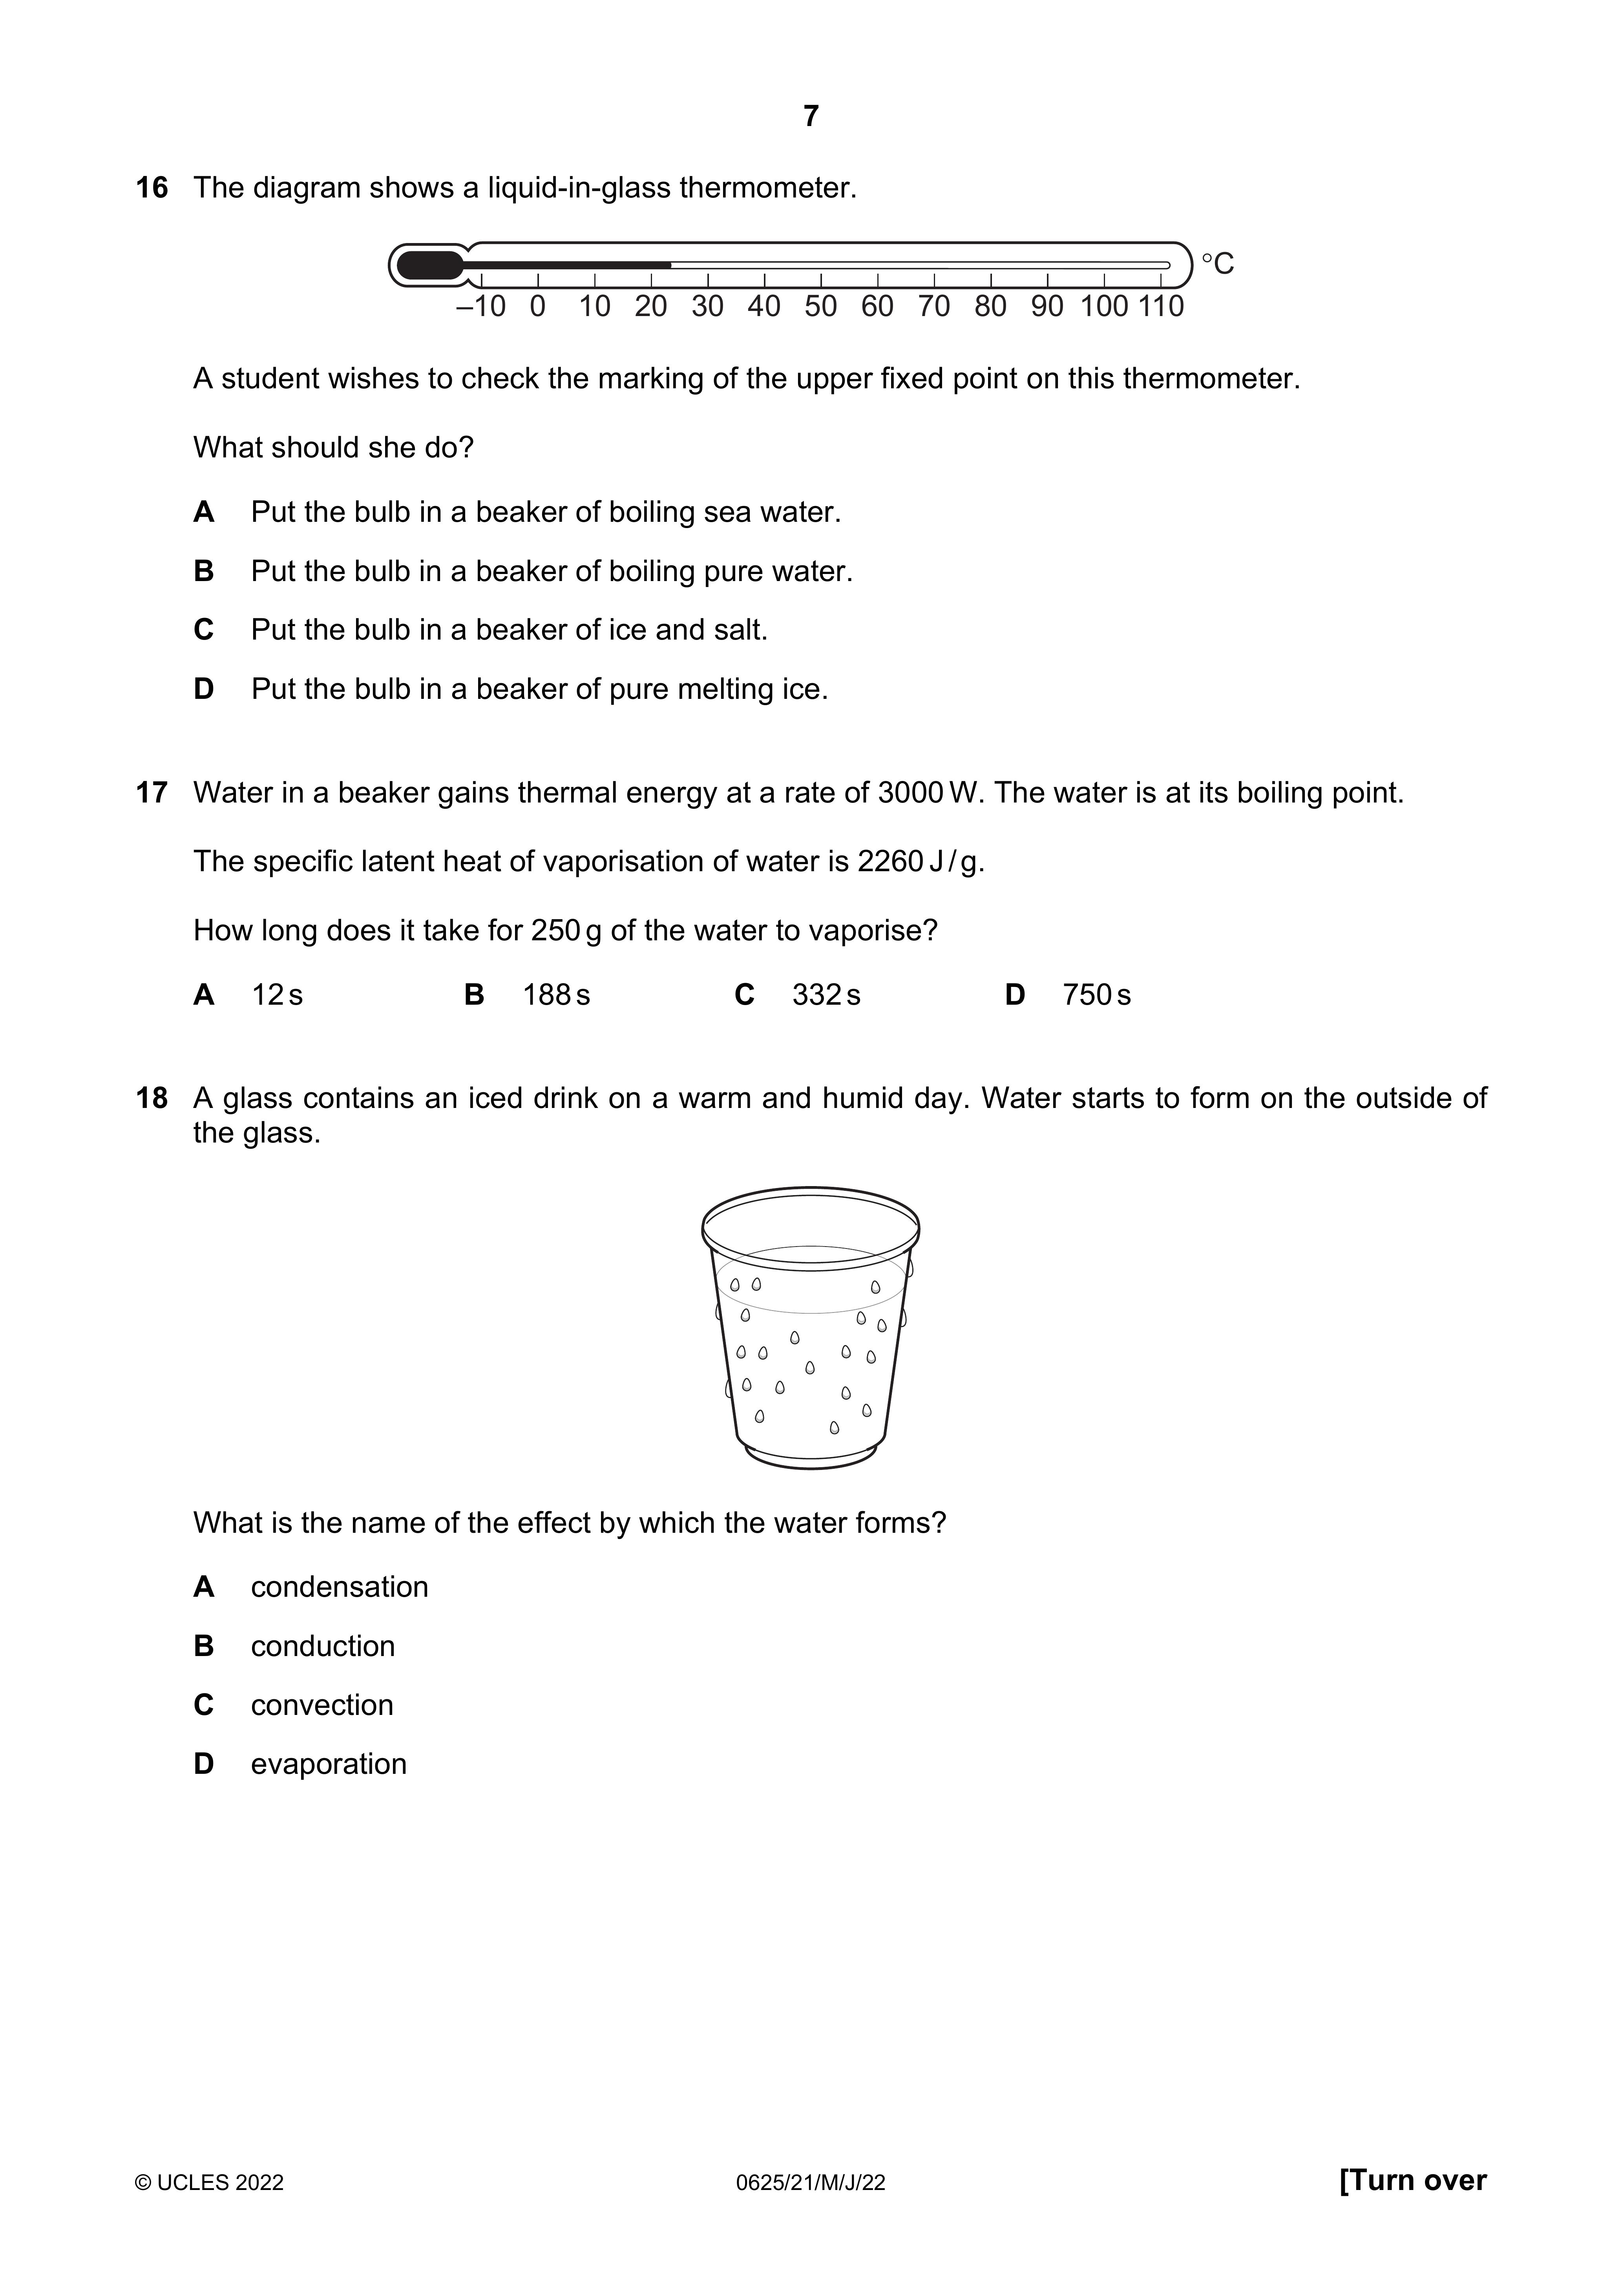 7
16 The diagram shows a liquid-in-glass thermometer.
°C
–10 0 10 20 30 40 50 60 70 80 90 100 110
A student wishes to check the marking of the upper fixed point on this thermometer.
What should she do?
A Put the bulb in a beaker of boiling sea water.
B Put the bulb in a beaker of boiling pure water.
C Put the bulb in a beaker of ice and salt.
D Put the bulb in a beaker of pure melting ice.
17 Water in a beaker gains thermal energy at a rate of 3000 W. The water is at its boiling point.
The specific latent heat of vaporisation of water is 2260 J / g.
How long does it take for 250 g of the water to vaporise?
A 12 s B 188 s C 332 s D 750 s
18 A glass contains an iced drink on a warm and humid day. Water starts to form on the outside of
the glass.
What is the name of the effect by which the water forms?
A condensation
B conduction
C convection
D evaporation
© UCLES 2022 0625/21/M/J/22 [Turn over